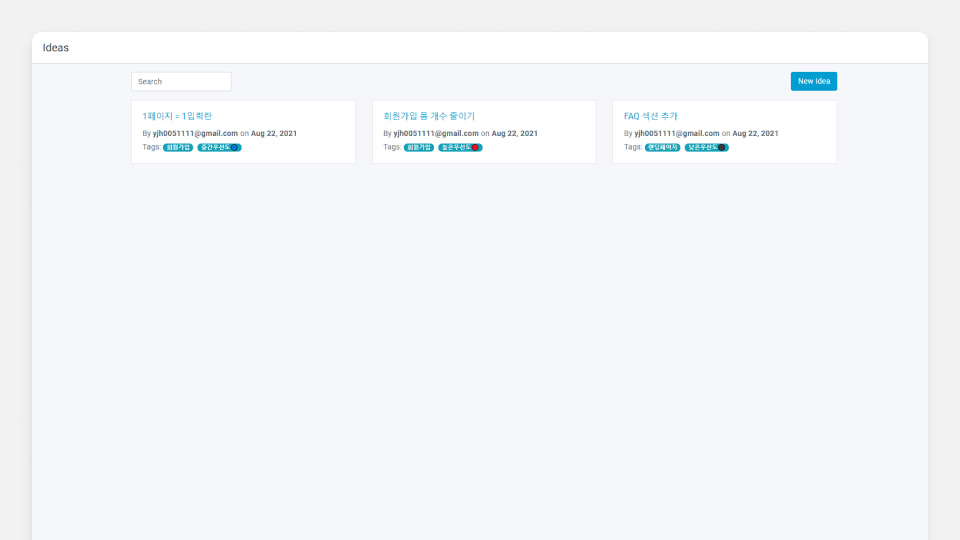 Ideas
Search
New Idea
1페이지 = 1입력란
By yjh0051111@gmail.com on Aug 22, 2021
Tags: 회원가입 중간우선도
회원가입 폼 개수 줄이기
By yjh0051111@gmail.com on Aug 22, 2021
Tags: 회원가입 높은우선도
FAQ 섹션 추가
By yjh0051111@gmail.com on Aug 22, 2021
Tags: 랜딩페이지 낮은우선도